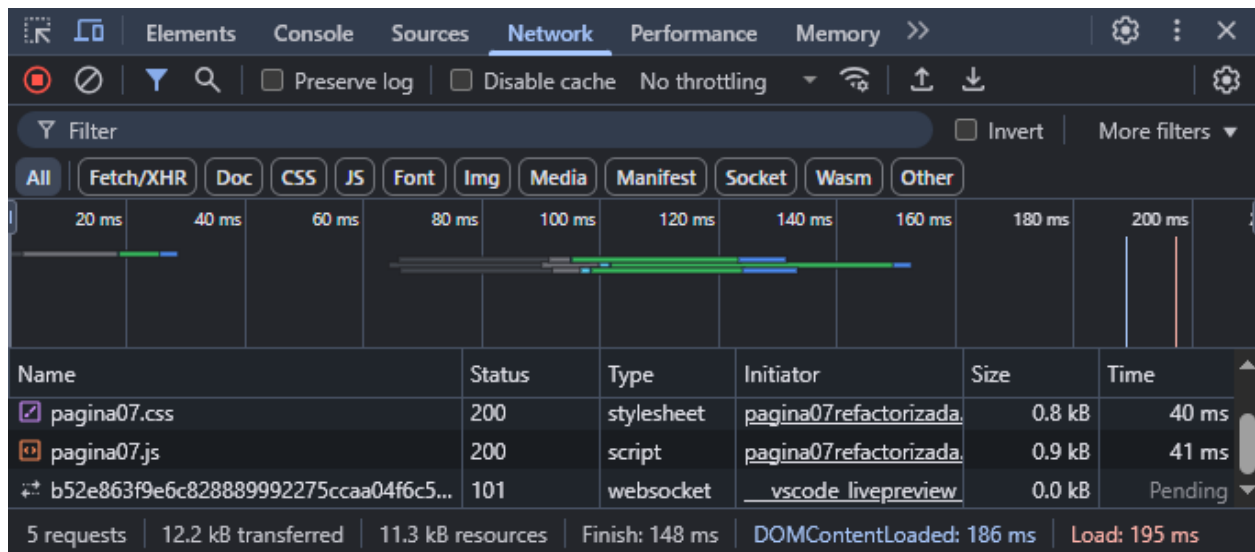 Elements Console Sources Network Performance Memory
Preserve log Disable cache No throttling
Filter Invert More filters
All Fetch/XHR Doc CSS JS Font Img Media Manifest Socket Wasm Other
20 ms 40 ms 60 ms 80 ms 100 ms 120 ms 140 ms 160 ms 180 ms 200 ms
Name Status Type Initiator Size Time
pagina07.css 200 stylesheet pagina07refactorizada. 0.8 kB 40 ms
pagina07.js 200 script pagina07refactorizada. 0.9 kB 41 ms
b52e863f9e6c828889992275ccaa04f6c5... 101 websocket ___vscode_livepreview_ 0.0 kB Pending
5 requests 12.2 kB transferred 11.3 kB resources Finish: 148 ms DOMContentLoaded: 186 ms Load: 195 ms